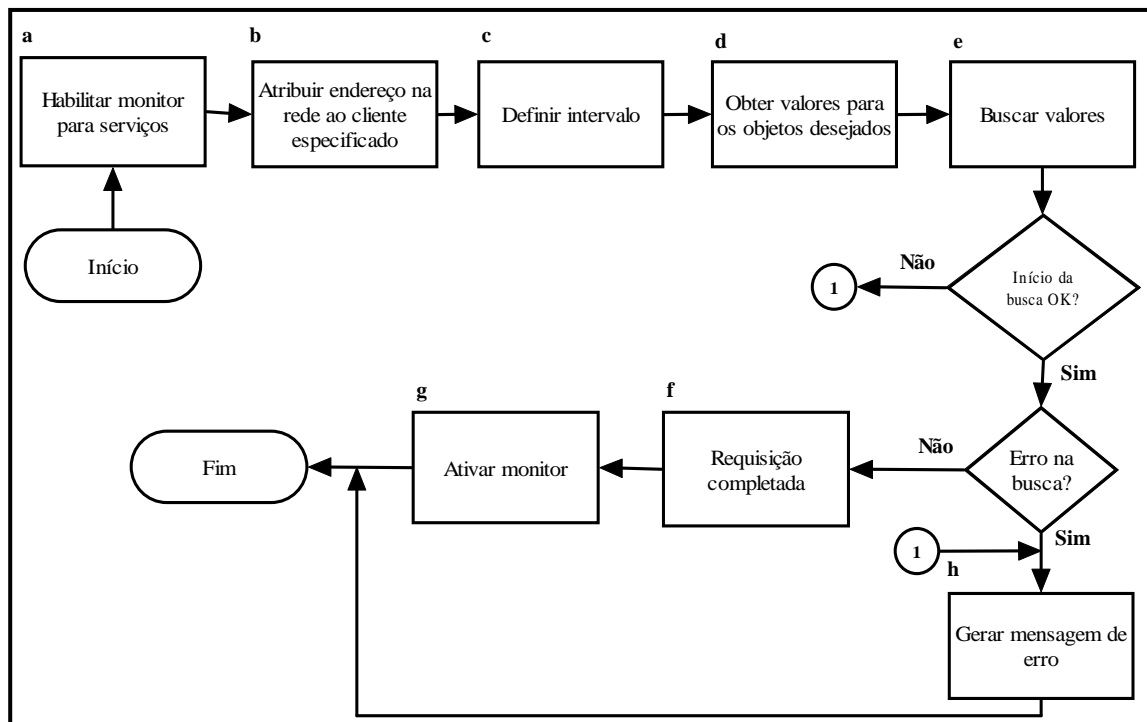 a
b
c
d
e
Habilitar monitor
para serviços
Atribuir endereço na
rede ao cliente
especificado
Definir intervalo
Obter valores para
os objetos desejados
Buscar valores
Início
Não
1
Início da
busca OK?
Sim
g
f
Fim
Ativar monitor
Requisição
completada
Não
Erro na
busca?
Sim
1
h
Gerar mensagem de
erro